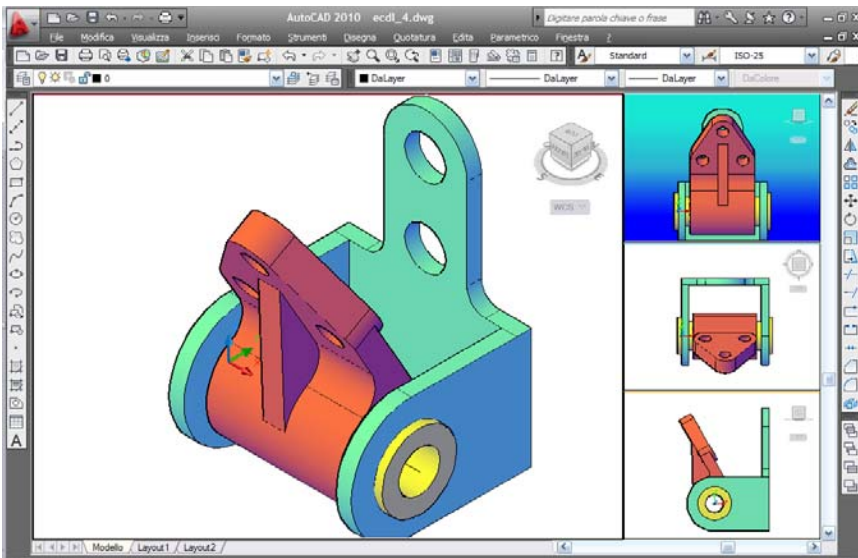 AutoCAD 2010 ecdl_4.dwg Digitare parola chiave o frase
File Modifica Visualizza Inserisci Formato Strumenti Disegna Quotatura Edita Parametrico Finestra ?
Standard ISO-25
0 DaLayer DaLayer DaLayer DaColore
WCS
A
Modello Layout1 Layout2